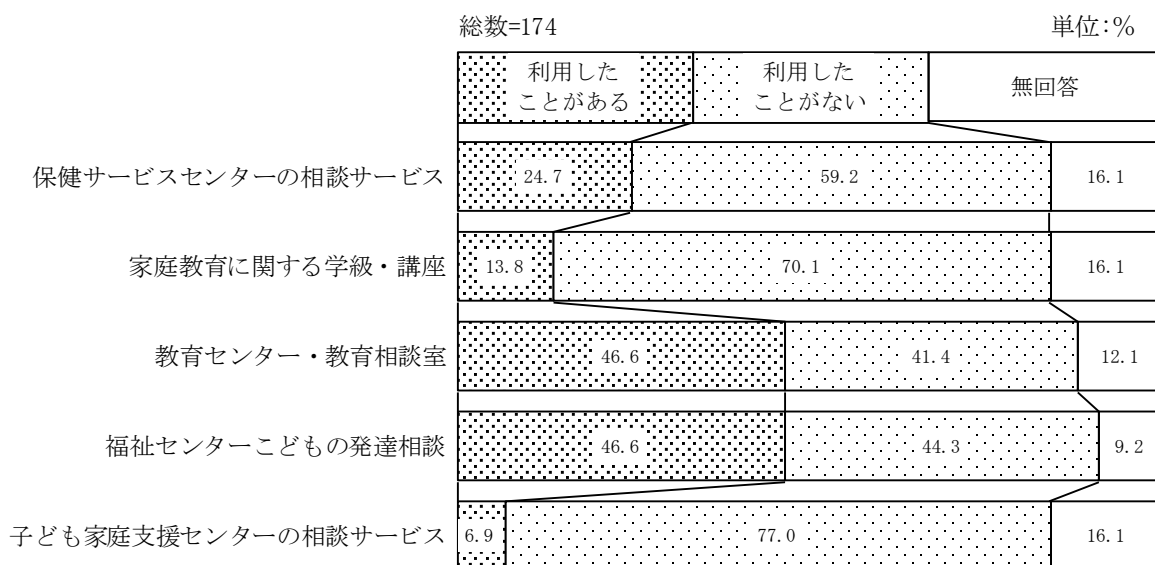 総数=174 単位:%
利用した
ことがある
利用した
ことがない
無回答
保健サービスセンターの相談サービス 24.7 59.2 16.1
家庭教育に関する学級・講座 13.8 70.1 16.1
教育センター・教育相談室 46.6 41.4 12.1
福祉センターこどもの発達相談 46.6 44.3 9.2
子ども家庭支援センターの相談サービス 6.9 77.0 16.1